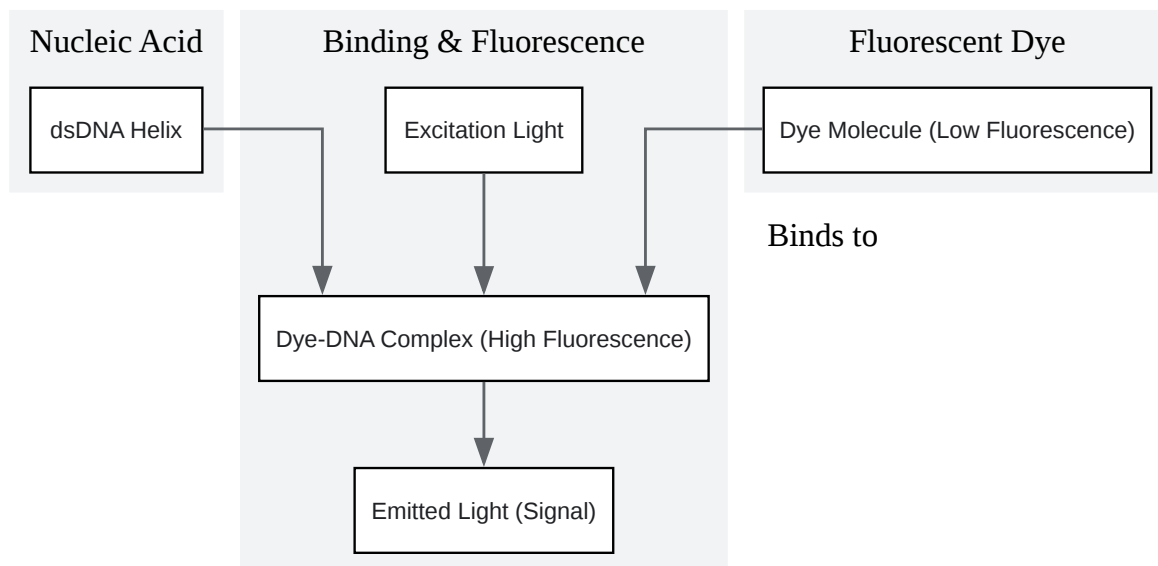 Nucleic Acid
Binding & Fluorescence
Fluorescent Dye
dsDNA Helix
Excitation Light
Dye Molecule (Low Fluorescence)
Binds to
Dye-DNA Complex (High Fluorescence)
Emitted Light (Signal)